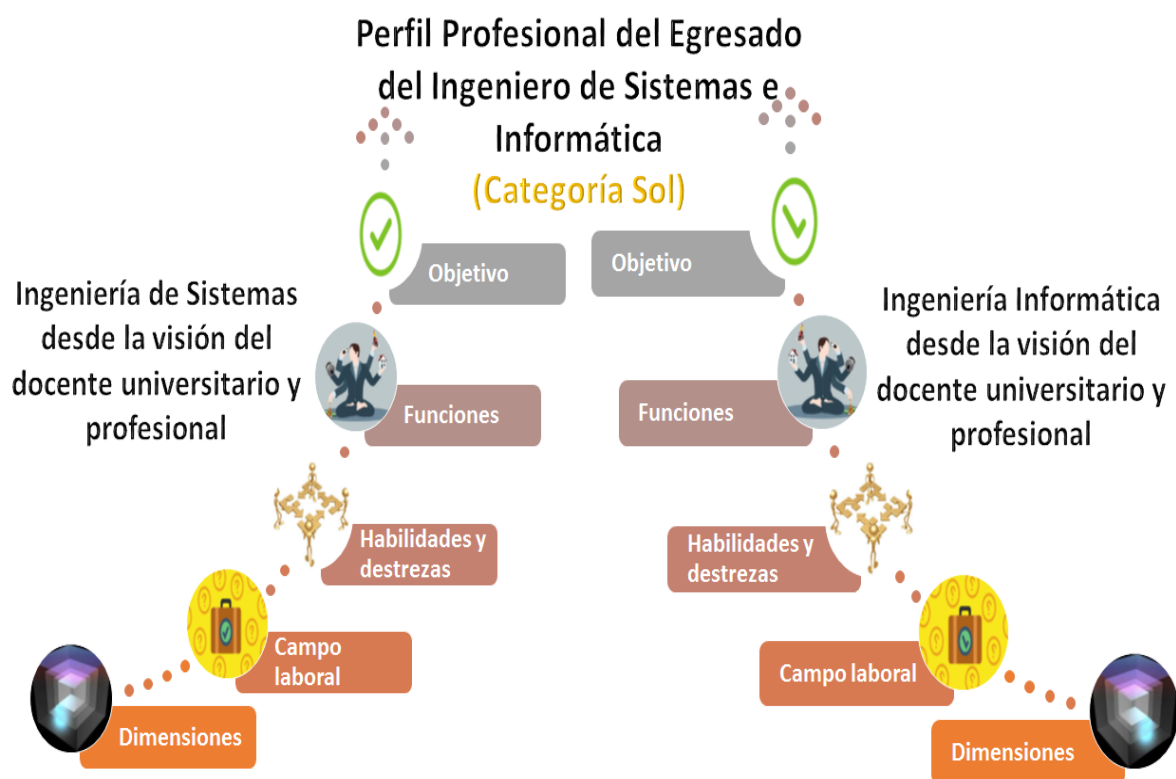 Perfil Profesional del Egresado
del Ingeniero de Sistemas e
Informática
(Categoría Sol)
Ingeniería de Sistemas
desde la visión del
docente universitario y
profesional
Objetivo
Funciones
Habilidades y
destrezas
Campo
laboral
Dimensiones
Objetivo
Funciones
Habilidades y
destrezas
Campo laboral
Dimensiones
Ingeniería Informática
desde la visión del
docente universitario y
profesional